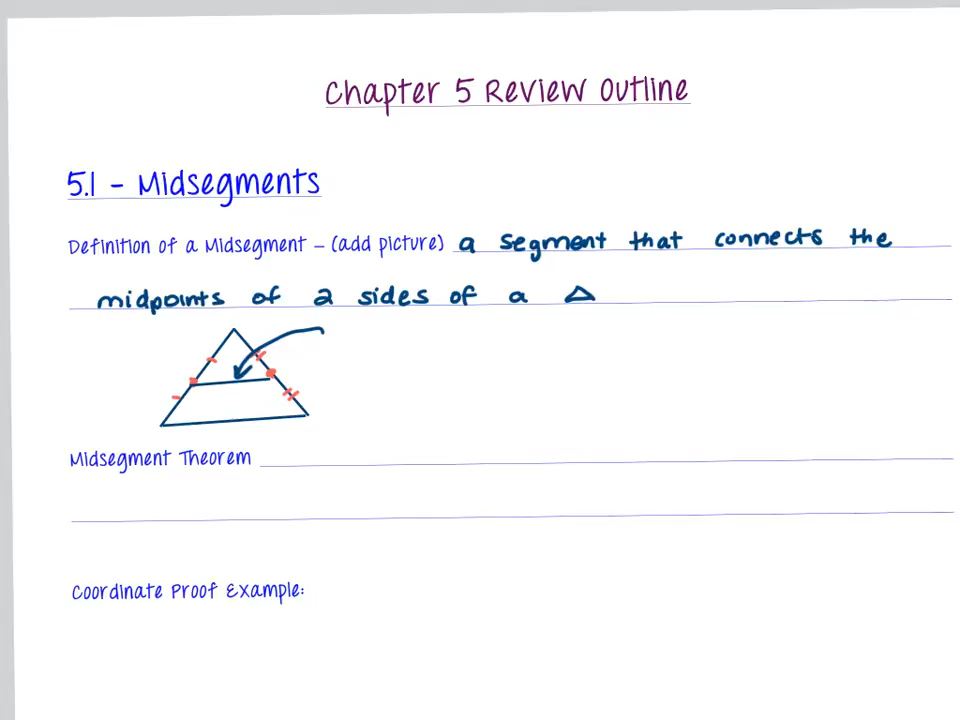 Chapter 5 Review Outline
5.1 - Midsegments
Definition of a Midsegment – (add picture) a segment that connects the
midpoints of 2 sides of a △
Midsegment Theorem
Coordinate Proof Example: